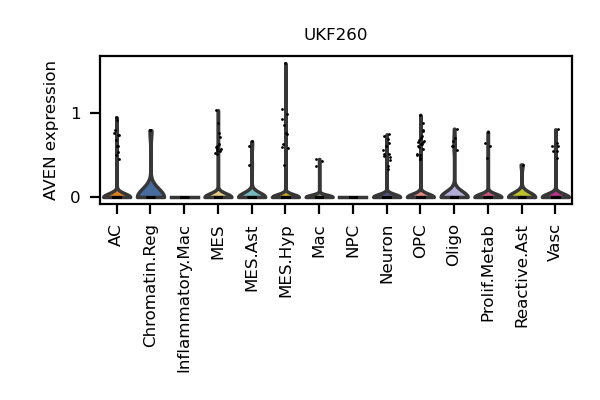 UKF260
AVEN expression
1
0
AC
Chromatin.Reg
Inflammatory.Mac
MES
MES.Ast
MES.Hyp
Mac
NPC
Neuron
OPC
Oligo
Prolif.Metab
Reactive.Ast
Vasc